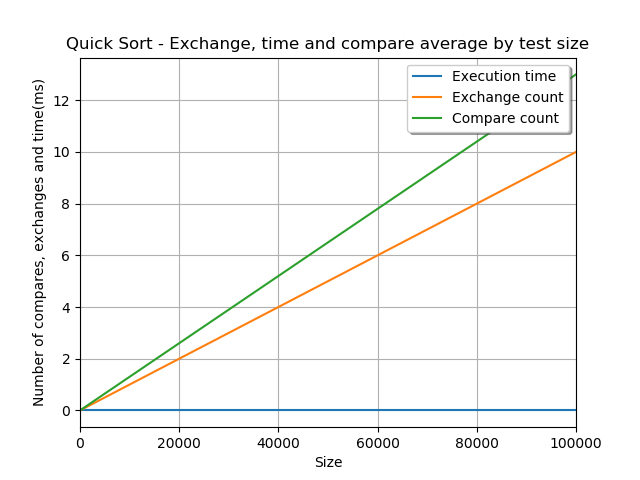 Quick Sort - Exchange, time and compare average by test size
Execution time
Exchange count
Compare count
Number of compares, exchanges and time(ms)
12
10
8
6
4
2
0
0 20000 40000 60000 80000 100000
Size